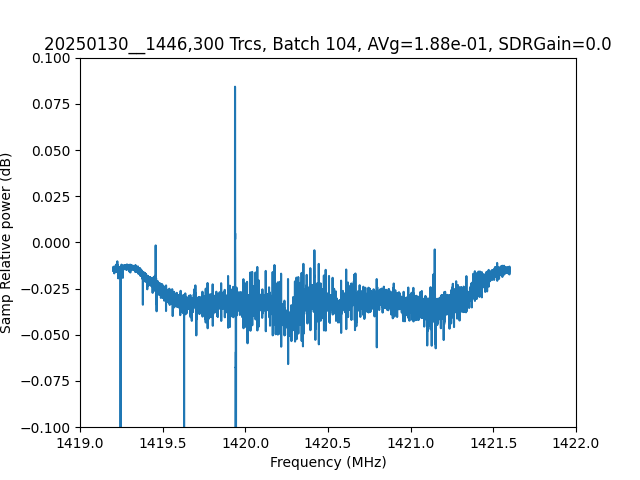 20250130__1446,300 Trcs, Batch 104, AVg=1.88e-01, SDRGain=0.0
Samp Relative power (dB)
0.100
0.075
0.050
0.025
0.000
−0.025
−0.050
−0.075
−0.100
1419.0 1419.5 1420.0 1420.5 1421.0 1421.5 1422.0
Frequency (MHz)